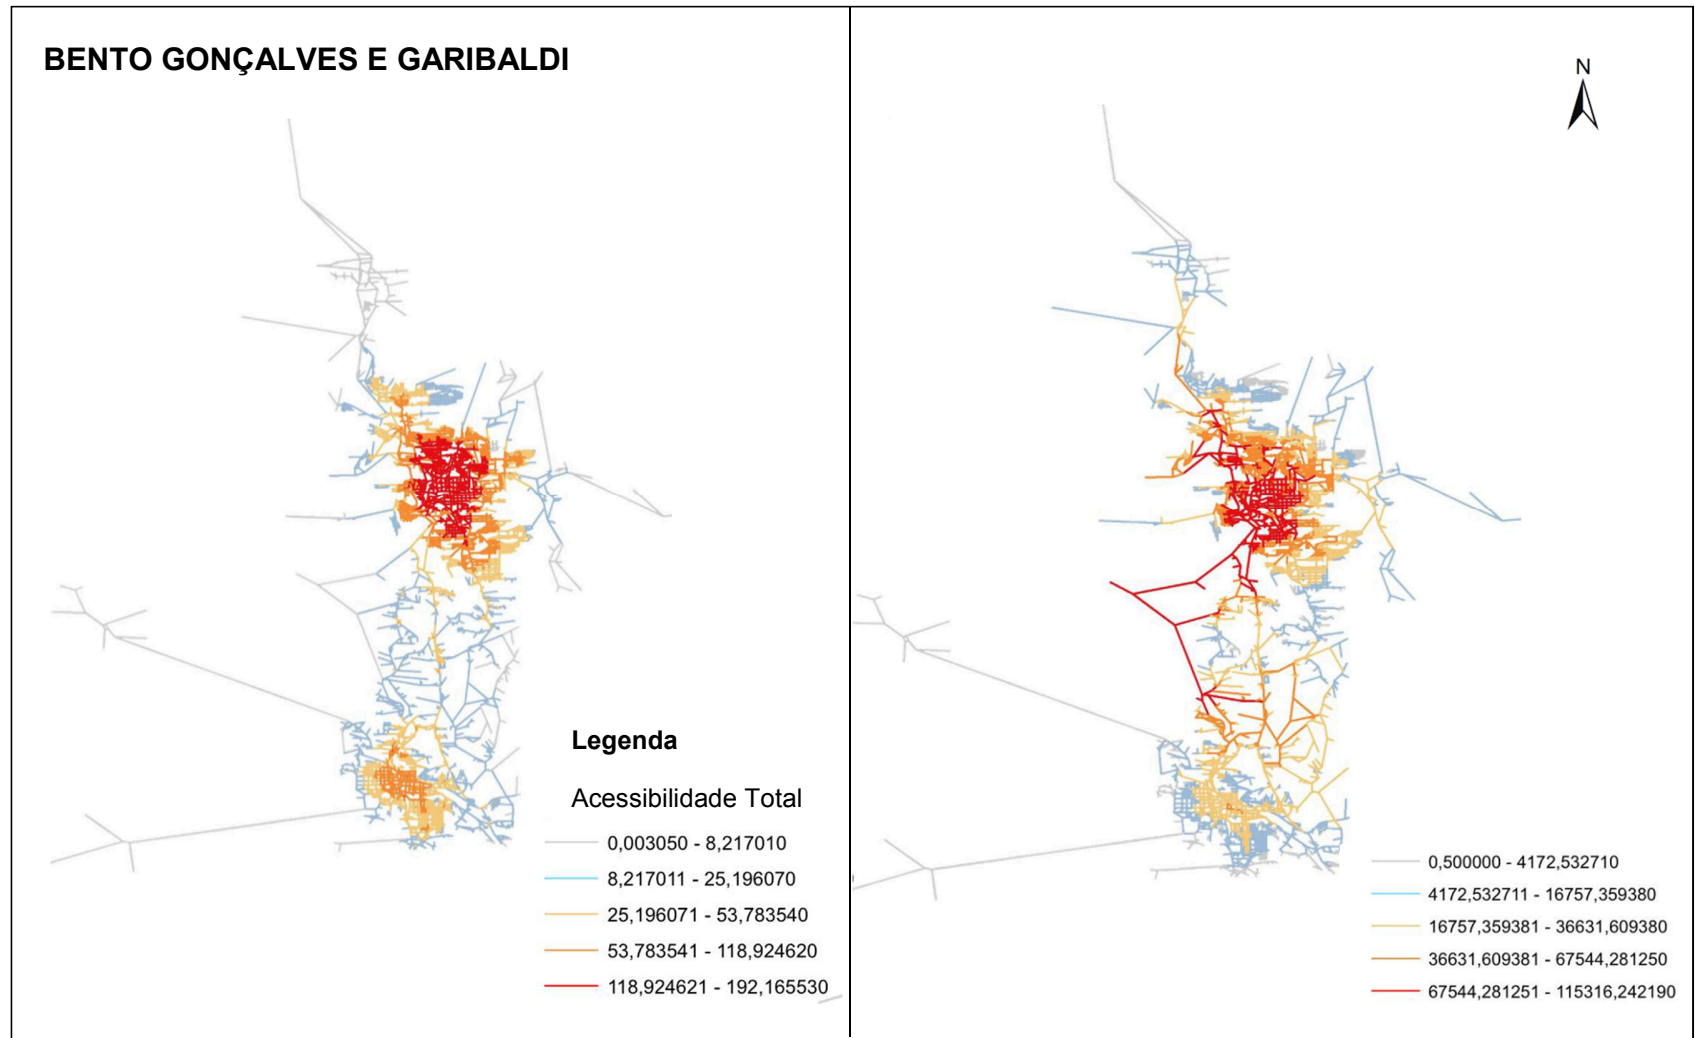 BENTO GONÇALVES E GARIBALDI
N
Legenda
Acessibilidade Total
0,003050 - 8,217010
8,217011 - 25,196070
25,196071 - 53,783540
53,783541 - 118,924620
118,924621 - 192,165530
0,500000 - 4172,532710
4172,532711 - 16757,359380
16757,359381 - 36631,609380
36631,609381 - 67544,281250
67544,281251 - 115316,242190